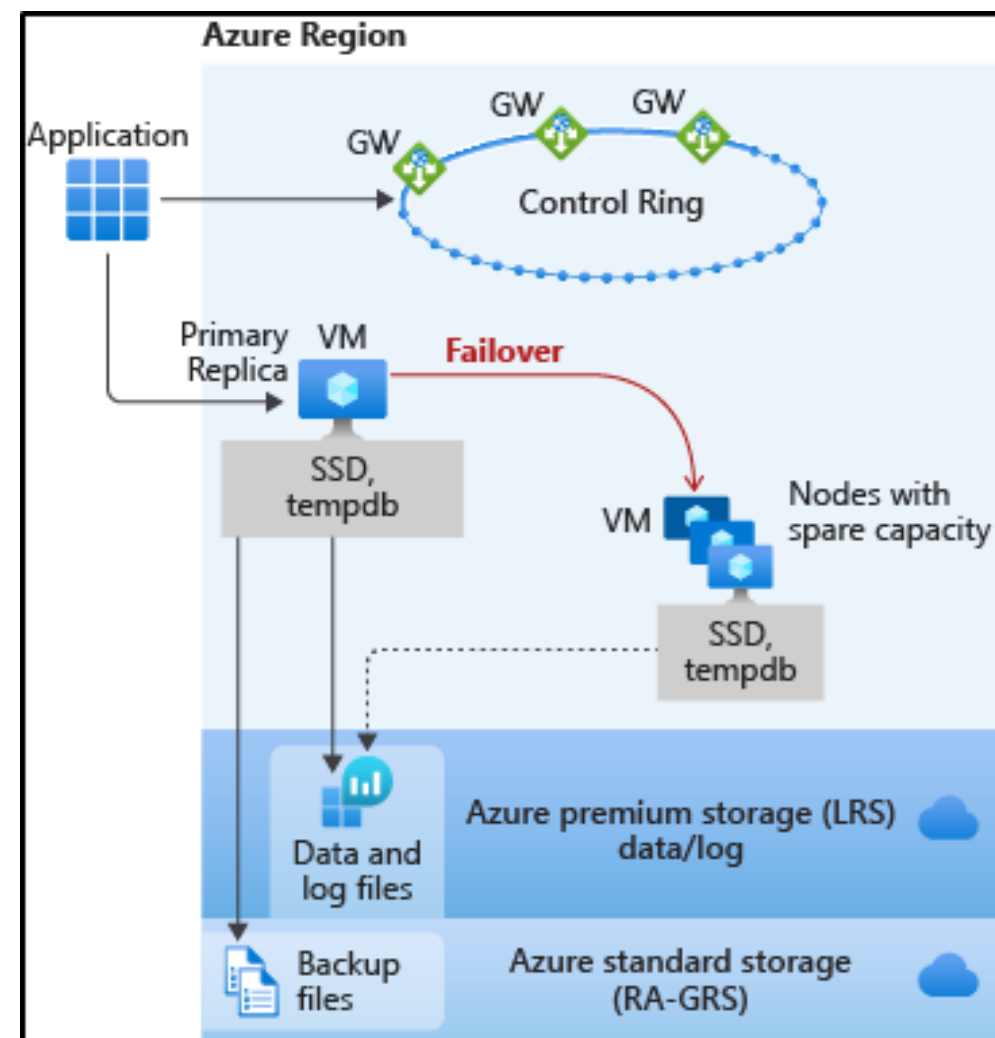 Azure Region
Application
GW
GW
GW
Control Ring
Primary
Replica
VM
Failover
SSD,
tempdb
VM
Nodes with
spare capacity
SSD,
tempdb
Data and
log files
Azure premium storage (LRS)
data/log
Backup
files
Azure standard storage
(RA-GRS)